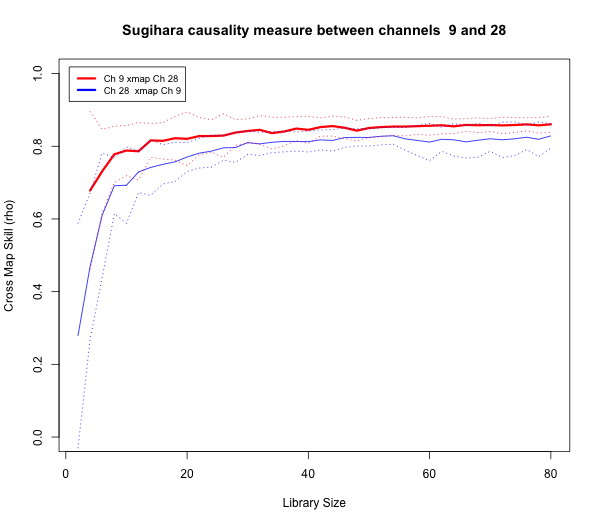 Sugihara causality measure between channels  9 and 28
Ch 9 xmap Ch 28
Ch 28  xmap Ch 9
Cross Map Skill (rho)
1.0
0.8
0.6
0.4
0.2
0.0
0 20 40 60 80
Library Size